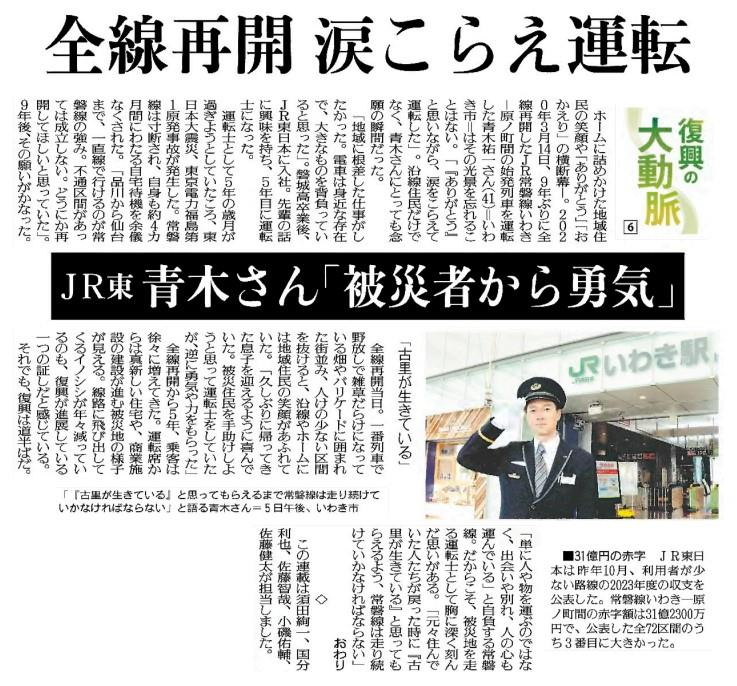 全線再開 涙こらえ運転
復興の
大動脈
6
ホームに詰めかけた地域住
民の笑顔や「ありがとう」「お
かえり」の横断幕―。202
0年3月14日、9年ぶりに全
線再開したJR常磐線いわき
―原ノ町間の始発列車を運転
した青木祐一さん(41)=いわ
き市=はその光景を忘れるこ
とはない。「『ありがとう』
と思いながら、涙をこらえて
運転した」。沿線住民だけで
なく、青木さんにとっても念
願の瞬間だった。
「地域に根差した仕事がし
たかった。電車は身近な存在
で、大きなものを背負ってい
ると思った」。磐城高卒業後、
JR東日本に入社。先輩の話
に興味を持ち、5年目に運転
士になった。
運転士として5年の歳月が
過ぎようとしていたころ、東
日本大震災、東京電力福島第
1原発事故が発生した。常磐
線は寸断され、自身も約4カ
月間にわたる自宅待機を余儀
なくされた。「品川から仙台
まで、一直線で行けるのが常
磐線の強み。不通区間があっ
ては成立しない。どうにか再
開してほしいと思っていた」。
9年後、その願いがかなった。
JR東 青木さん「被災者から勇気」
「古里が生きている」
全線再開当日。一番列車で
野放しで雑草だらけになって
いる畑やバリケードに囲まれ
た街並み、人けの少ない区間
を抜けると、沿線やホームに
は地域住民の笑顔があふれて
いた。「久しぶりに帰ってき
た息子を迎えるように喜んで
いた。被災住民を手助けしよ
うと思って運転士をしていた
が、逆に勇気や力をもらった」
全線再開から5年、乗客は
徐々に増えてきた。運転席か
らは真新しい住宅や、商業施
設の建設が進む被災地の様子
が見える。線路に飛び出して
くるイノシシが年々減ってい
るのも、復興が進展している
一つの証しだと感じている。
それでも、復興は道半ばだ。
JR いわき駅
「『古里が生きている』と思ってもらえるまで常磐線は走り続けて
いかなければならない」と語る青木さん=5日午後、いわき市
「単に人や物を運ぶのではな
く、出会いや別れ、人の心も
運んでいる」と自負する常磐
線。だからこそ、被災地を走
る運転士として胸に深く刻ん
だ思いがある。「元々住んで
いた人たちが戻った時に『古
里が生きている』と思っても
らえるよう、常磐線は走り続
けていかなければならない」
おわり
◇
この連載は須田絢一、国分
利也、佐藤智哉、小磯佑輔、
佐藤健太が担当しました。
■31億円の赤字 JR東日
本は昨年10月、利用者が少
ない路線の2023年度の収支を
公表した。常磐線いわき―原
ノ町間の赤字額は31億2300万
円で、公表した全72区間のう
ち3番目に大きかった。